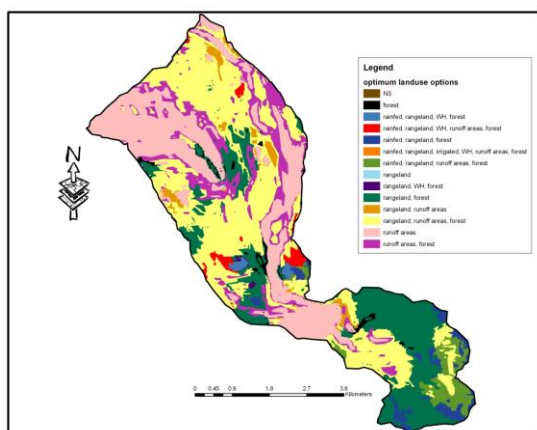 Legend
optimum landuse options
NS
forest
rainfed, rangeland, WH, forest
rainfed, rangeland, WH, runoff areas, forest
rainfed, rangeland, forest
rainfed, rangeland, irrigated, WH, runoff areas, forest
rainfed, rangeland, runoff areas, forest
rangeland
rangeland, WH, forest
rangeland, forest
rangeland, runoff areas
rangeland, runoff areas, forest
runoff areas
runoff areas, forest
N
0 0.45 0.9 1.8 2.7 3.6
Kilometers